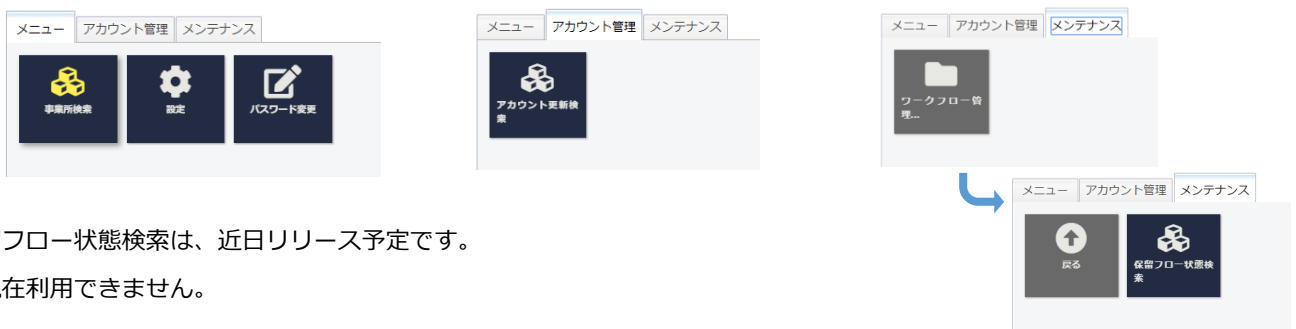 メニュー アカウント管理 メンテナンス
事業所検索 設定 パスワード変更
メニュー アカウント管理 メンテナンス
アカウント更新検
索
メニュー アカウント管理 メンテナンス
ワークフロー管
理...
メニュー アカウント管理 メンテナンス
戻る 保留フロー状態検
索
フロー状態検索は、近日リリース予定です。
在利用できません。